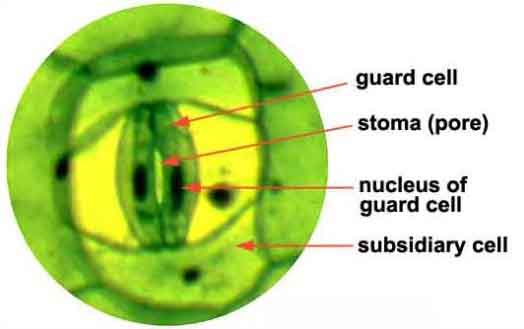 guard cell
stoma (pore)
nucleus of
guard cell
subsidiary cell